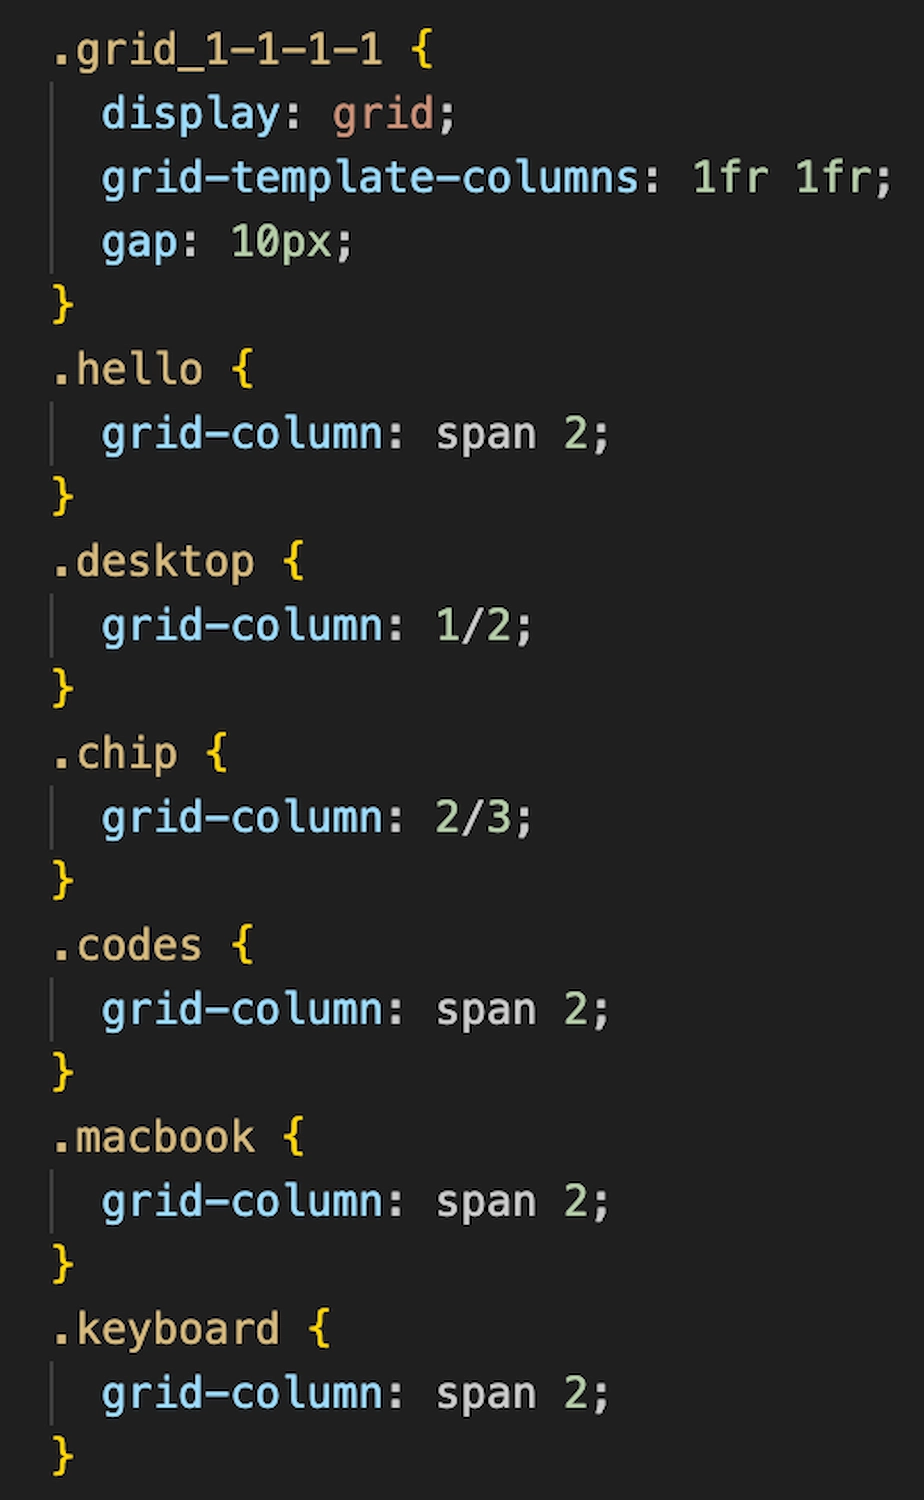 .grid_1-1-1-1 {
  display: grid;
  grid-template-columns: 1fr 1fr;
  gap: 10px;
}
.hello {
  grid-column: span 2;
}
.desktop {
  grid-column: 1/2;
}
.chip {
  grid-column: 2/3;
}
.codes {
  grid-column: span 2;
}
.macbook {
  grid-column: span 2;
}
.keyboard {
  grid-column: span 2;
}